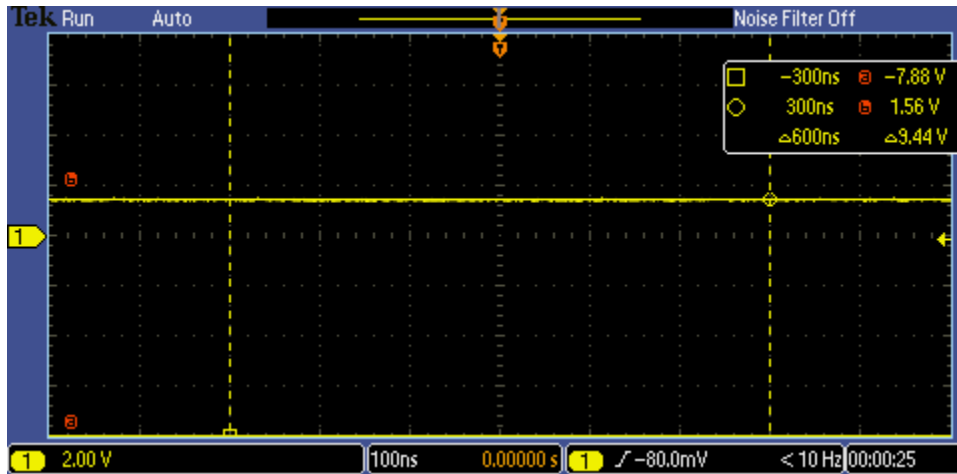 Tek Run Auto Noise Filter Off
−300ns a −7.88 V
300ns b 1.56 V
△600ns △9.44 V
b
1
a
1 2.00 V 100ns 0.00000 s 1 −80.0mV < 10 Hz 00:00:25